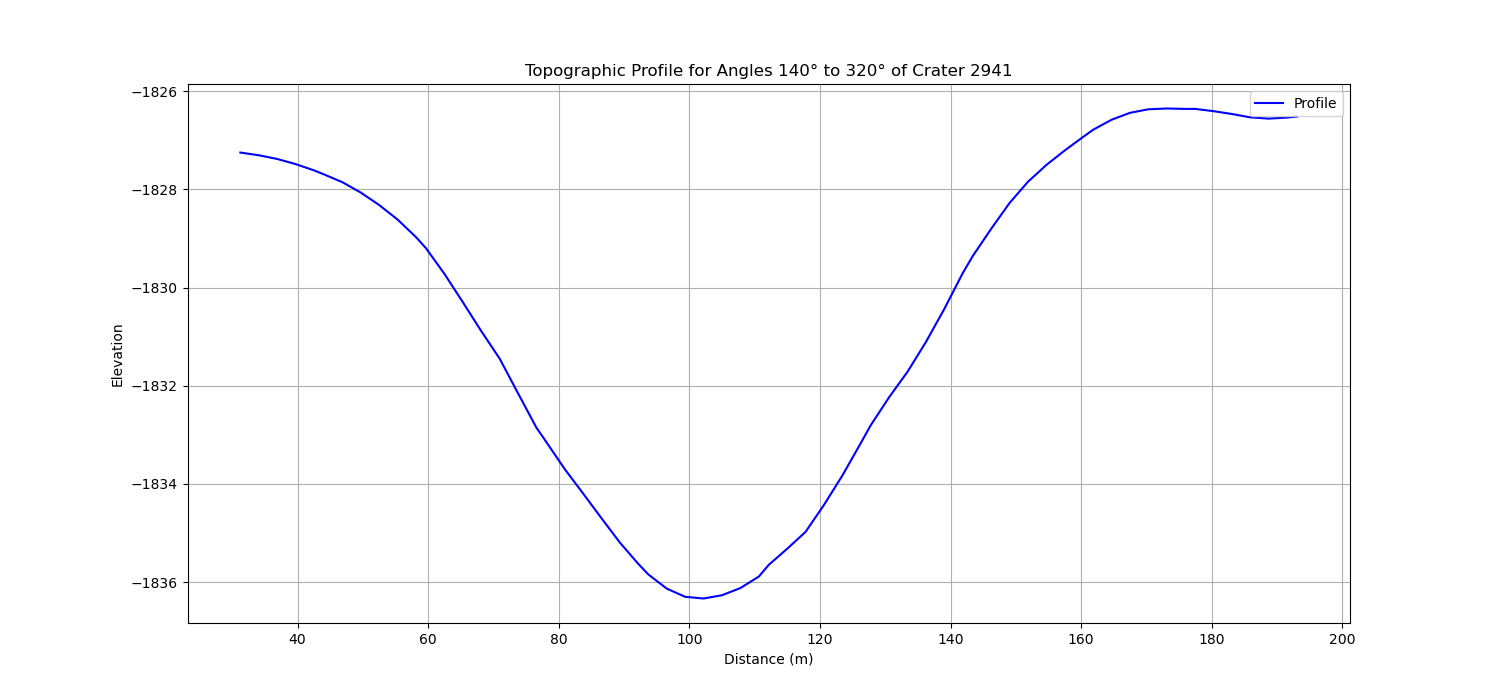 Topographic Profile for Angles 140° to 320° of Crater 2941
Profile
Elevation
−1826
−1828
−1830
−1832
−1834
−1836
40 60 80 100 120 140 160 180 200
Distance (m)